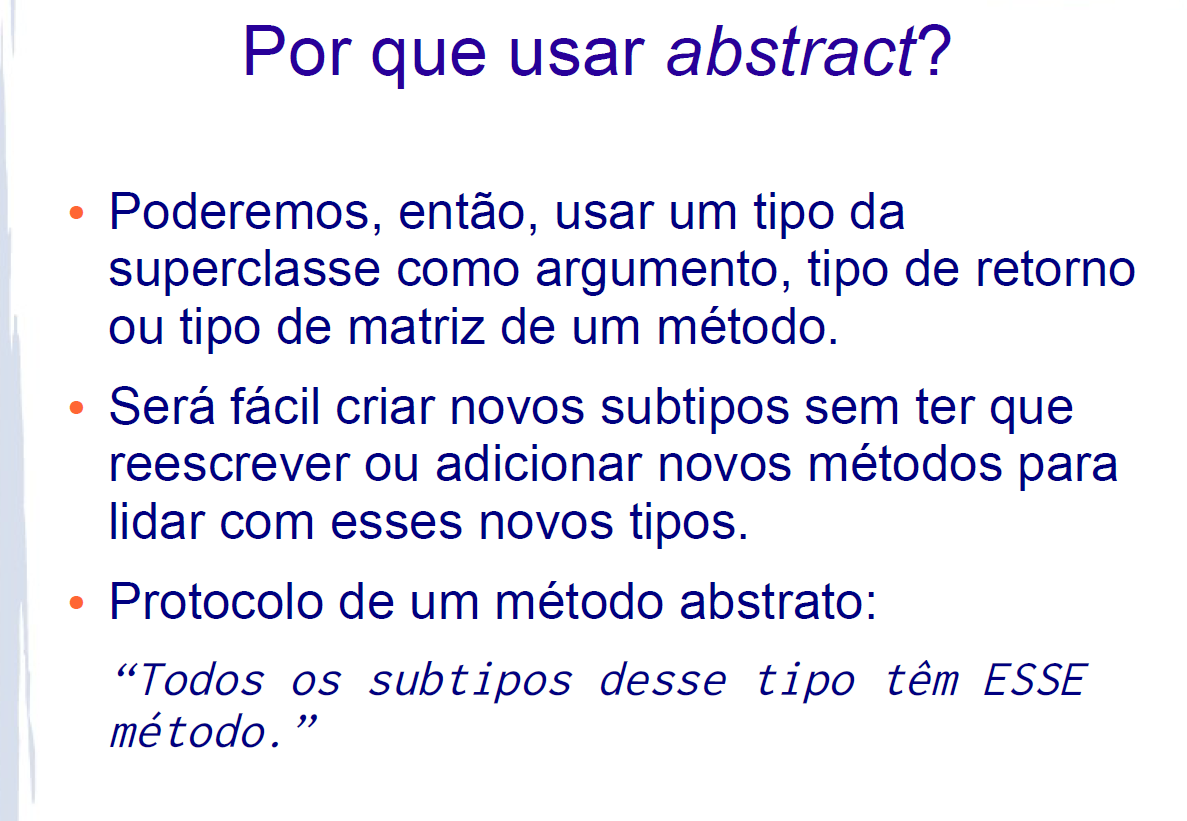 Por que usar abstract?
• Poderemos, então, usar um tipo da
superclasse como argumento, tipo de retorno
ou tipo de matriz de um método.
• Será fácil criar novos subtipos sem ter que
reescrever ou adicionar novos métodos para
lidar com esses novos tipos.
• Protocolo de um método abstrato:
“Todos os subtipos desse tipo têm ESSE
método.”